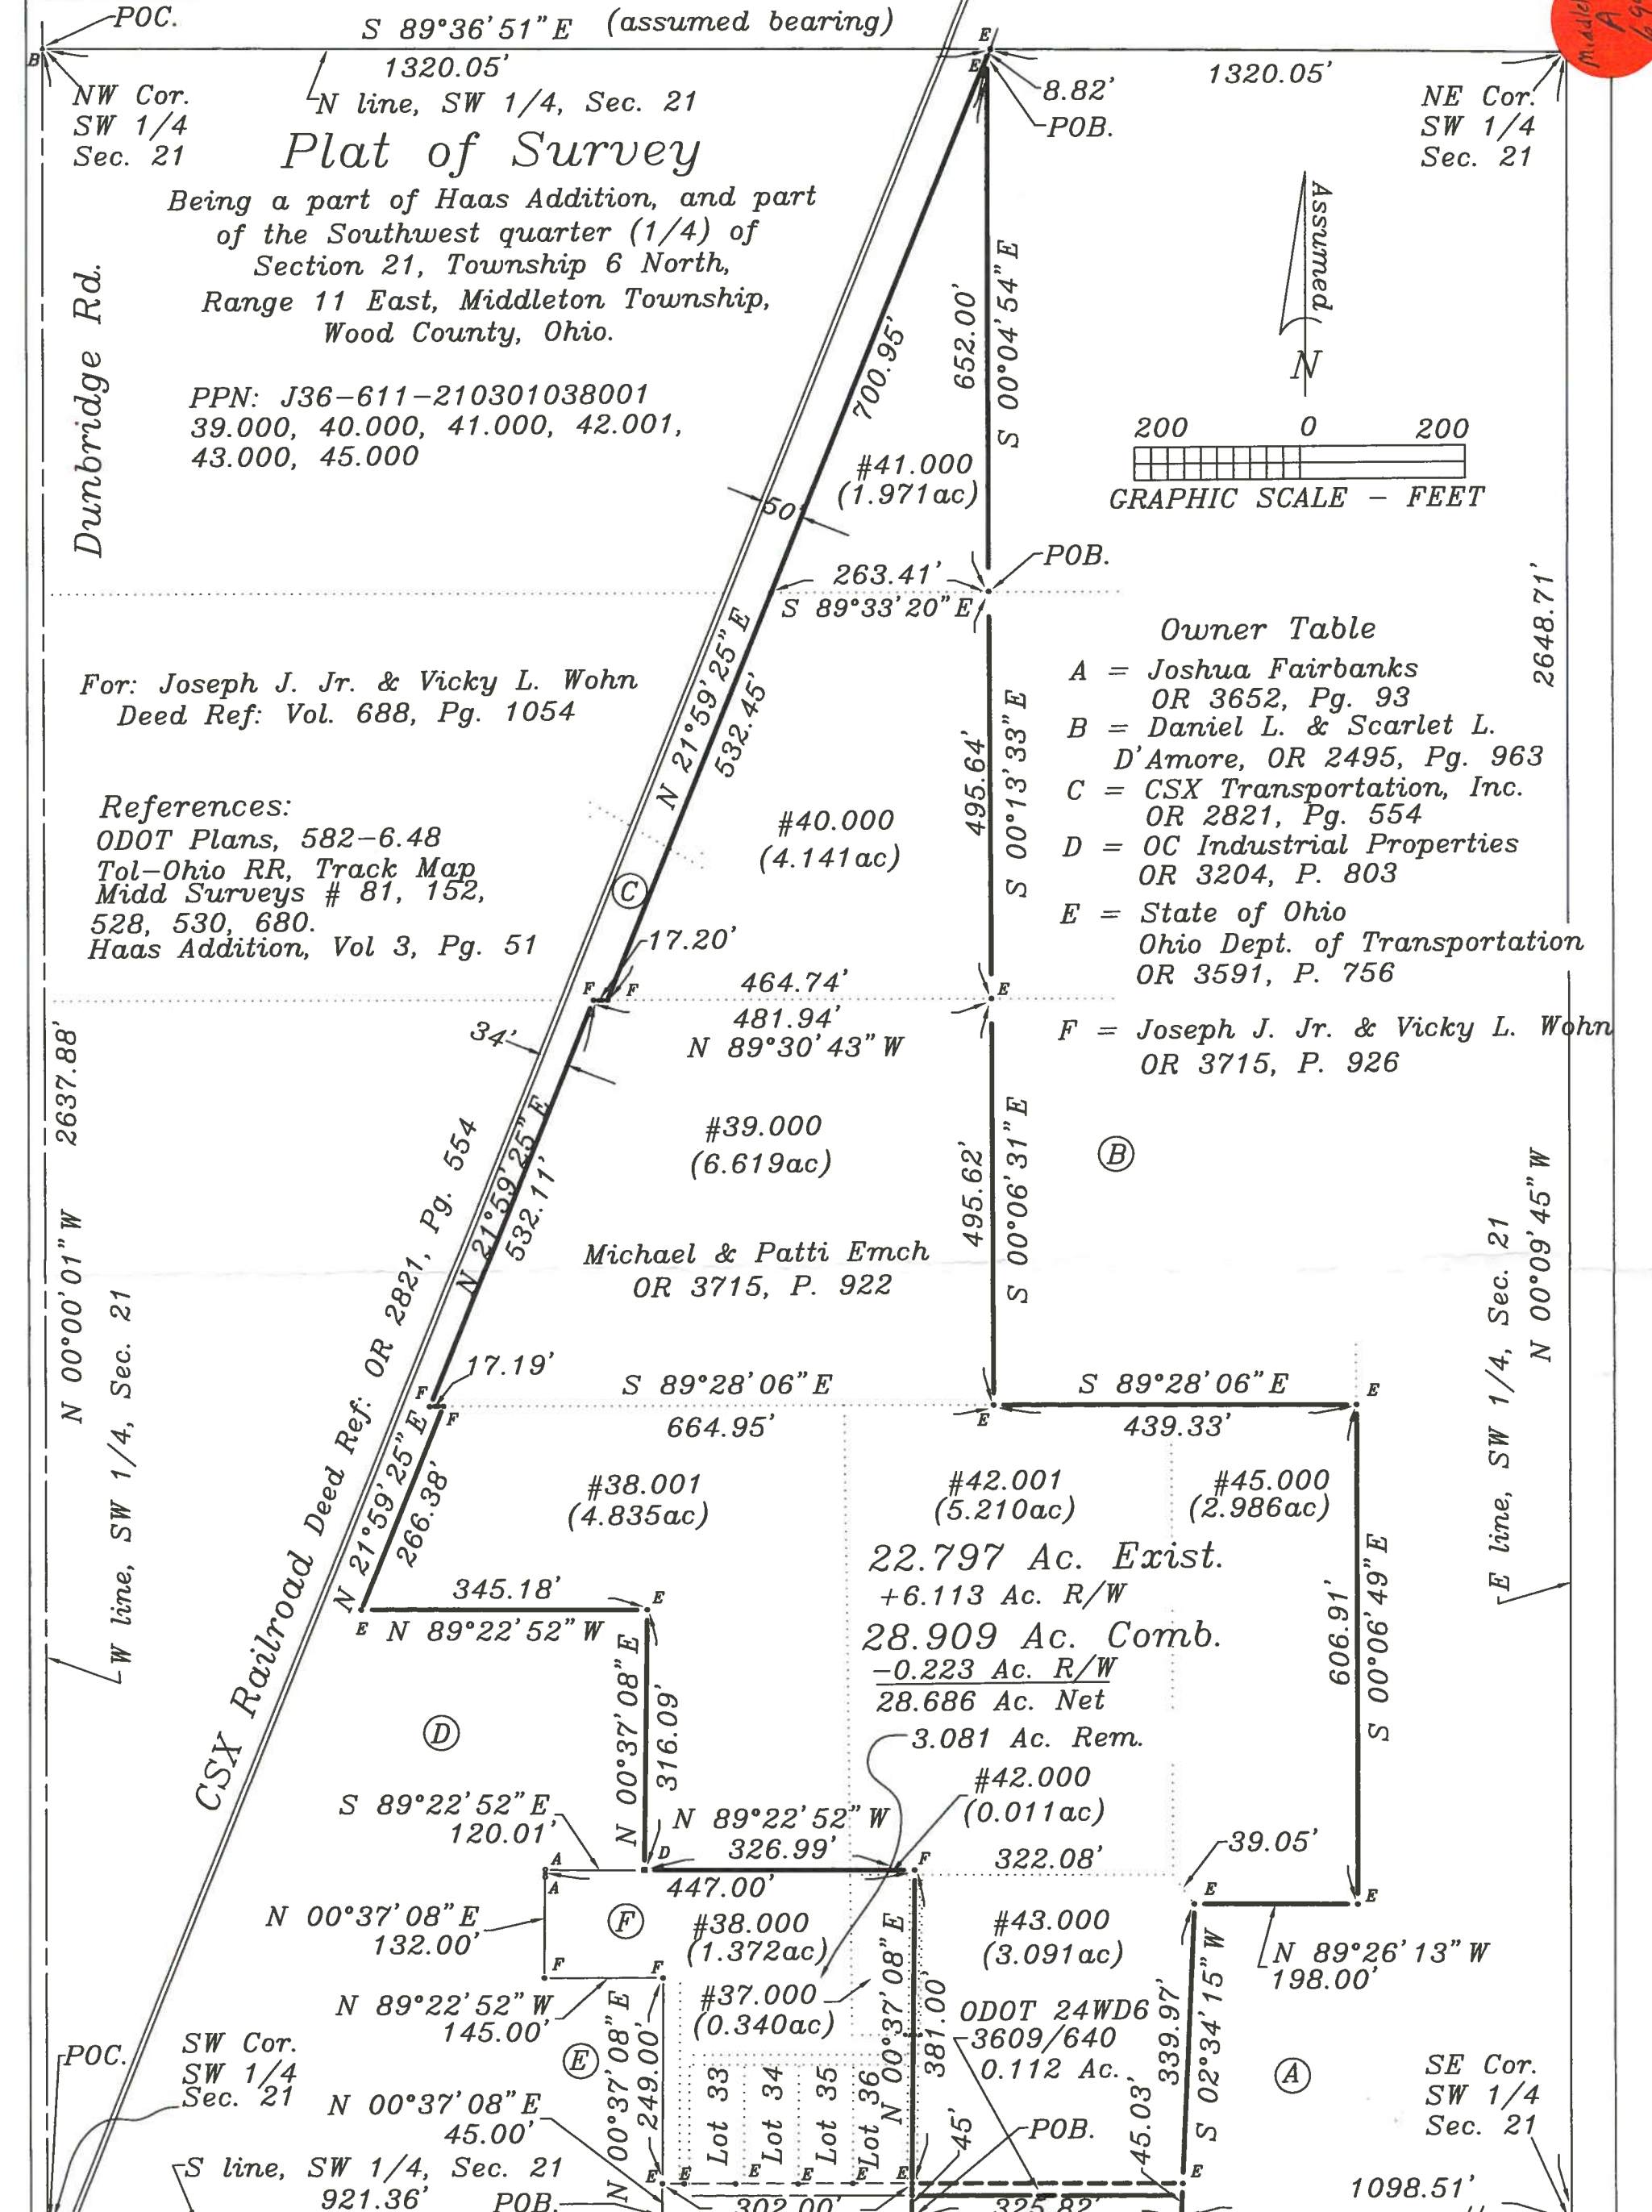 POC.
S 89°36'51"E (assumed bearing)
1320.05'
N line, SW 1/4, Sec. 21
1320.05'
8.82'
POB.
B
E
E
Middle
A
NW Cor.
SW 1/4
Sec. 21
NE Cor.
SW 1/4
Sec. 21
Plat of Survey
Being a part of Haas Addition, and part
of the Southwest quarter (1/4) of
Section 21, Township 6 North,
Range 11 East, Middleton Township,
Wood County, Ohio.
PPN: J36-611-210301038001
39.000, 40.000, 41.000, 42.001,
43.000, 45.000
Dunbridge Rd.
Assumed
N
200 0 200
GRAPHIC SCALE - FEET
700.95'
652.00'
S 00°04'54"E
#41.000
(1.971ac)
50'
263.41'
S 89°33'20"E
POB.
2648.71'
For: Joseph J. Jr. & Vicky L. Wohn
Deed Ref: Vol. 688, Pg. 1054
N 21°59'25"E
532.45'
495.64'
S 00°13'33"E
Owner Table
A = Joshua Fairbanks
OR 3652, Pg. 93
B = Daniel L. & Scarlet L.
D'Amore, OR 2495, Pg. 963
C = CSX Transportation, Inc.
OR 2821, Pg. 554
D = OC Industrial Properties
OR 3204, P. 803
E = State of Ohio
Ohio Dept. of Transportation
OR 3591, P. 756
F = Joseph J. Jr. & Vicky L. Wohn
OR 3715, P. 926
References:
ODOT Plans, 582-6.48
Tol-Ohio RR, Track Map
Midd Surveys # 81, 152,
528, 530, 680.
Haas Addition, Vol 3, Pg. 51
#40.000
(4.141ac)
C
17.20'
F
F
E
464.74'
481.94'
N 89°30'43"W
34'
2637.88'
N 00°00'01"W
W line, SW 1/4, Sec. 21
N 21°59'25"E
532.11'
#39.000
(6.619ac)
Michael & Patti Emch
OR 3715, P. 922
495.62'
S 00°06'31"E
B
E line, SW 1/4, Sec. 21
N 00°09'45"W
CSX Railroad Deed Ref: OR 2821, Pg. 554
17.19'
F
F
S 89°28'06"E
664.95'
E
S 89°28'06"E
439.33'
E
N 21°59'25"E
266.38'
#38.001
(4.835ac)
#42.001
(5.210ac)
#45.000
(2.986ac)
22.797 Ac. Exist.
+6.113 Ac. R/W
28.909 Ac. Comb.
-0.223 Ac. R/W
28.686 Ac. Net
3.081 Ac. Rem.
345.18'
N 89°22'52"W
E
E
N 00°37'08"E
316.09'
606.91'
S 00°06'49"E
D
S 89°22'52"E
120.01'
N 89°22'52"W
326.99'
447.00'
#42.000
(0.011ac)
322.08'
39.05'
A
A
D
F
E
E
N 00°37'08"E
132.00'
F
#38.000
(1.372ac)
#43.000
(3.091ac)
N 89°26'13"W
198.00'
F
F
N 89°22'52"W
145.00'
#37.000
(0.340ac)
N 00°37'08"E
381.00'
ODOT 24WD6
3609/640
0.112 Ac.
339.97'
S 02°34'15"W
POC.
SW Cor.
SW 1/4
Sec. 21
E
N 00°37'08"E
249.00'
Lot 33
Lot 34
Lot 35
Lot 36
A
SE Cor.
SW 1/4
Sec. 21
N 00°37'08"E
45.00'
45'
POB.
45.03'
S line, SW 1/4, Sec. 21
921.36'
POB.
E
E
E
E
E
E
E
302.00'
325.82'
1098.51'